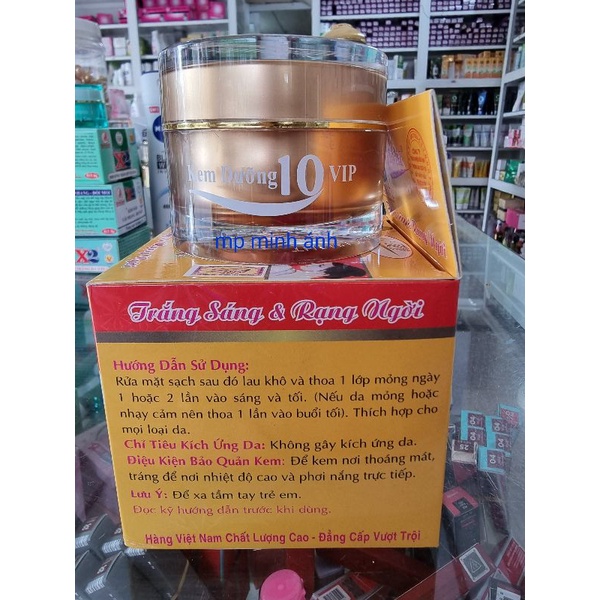 Kem Dưỡng 10 VIP
mp minh ánh
Trắng Sáng & Rạng Ngời
Hướng Dẫn Sử Dụng:
Rửa mặt sạch sau đó lau khô và thoa 1 lớp mỏng ngày
1 hoặc 2 lần vào sáng và tối. (Nếu da mỏng hoặc
nhạy cảm nên thoa 1 lần vào buổi tối). Thích hợp cho
mọi loại da.
Chỉ Tiêu Kích Ứng Da: Không gây kích ứng da.
Điệu Kiện Bảo Quản Kem: Để kem nơi thoáng mát,
tráng để nơi nhiệt độ cao và phơi nắng trực tiếp.
Lưu Ý: Để xa tầm tay trẻ em.
Đọc kỹ hướng dẫn trước khi dùng.
Hàng Việt Nam Chất Lượng Cao - Đẳng Cấp Vượt Trội
X2